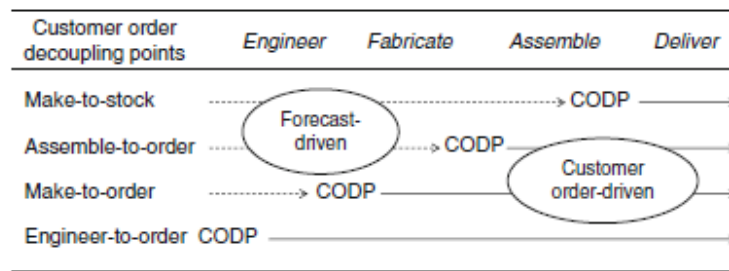 Customer order
decoupling points
Engineer Fabricate Assemble Deliver
Make-to-stock CODP
Forecast-
driven
Assemble-to-order CODP
Customer
order-driven
Make-to-order CODP
Engineer-to-order CODP